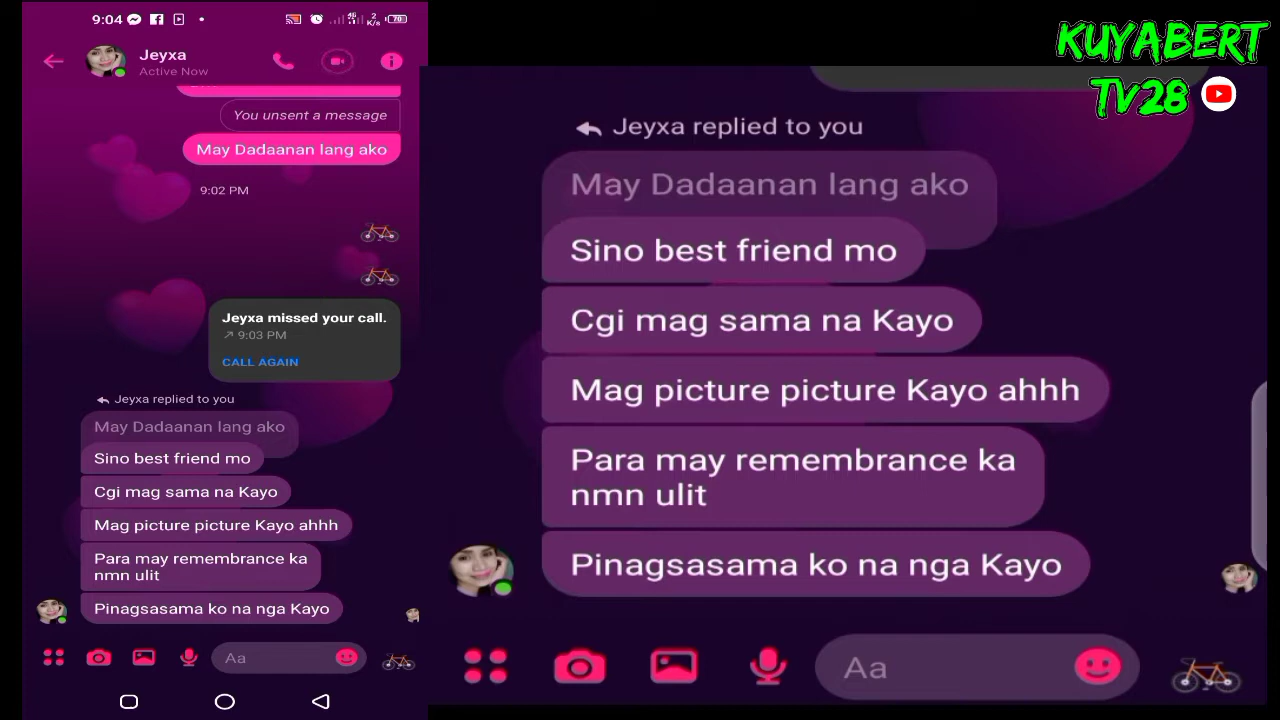 9:04
2
K/s
70
Jeyxa
Active Now
You unsent a message
May Dadaanan lang ako
9:02 PM
Jeyxa missed your call.
9:03 PM
CALL AGAIN
Jeyxa replied to you
May Dadaanan lang ako
Sino best friend mo
Cgi mag sama na Kayo
Mag picture picture Kayo ahhh
Para may remembrance ka
nmn ulit
Pinagsasama ko na nga Kayo
Aa
KUYABERT
TV28
Jeyxa replied to you
May Dadaanan lang ako
Sino best friend mo
Cgi mag sama na Kayo
Mag picture picture Kayo ahhh
Para may remembrance ka
nmn ulit
Pinagsasama ko na nga Kayo
Aa